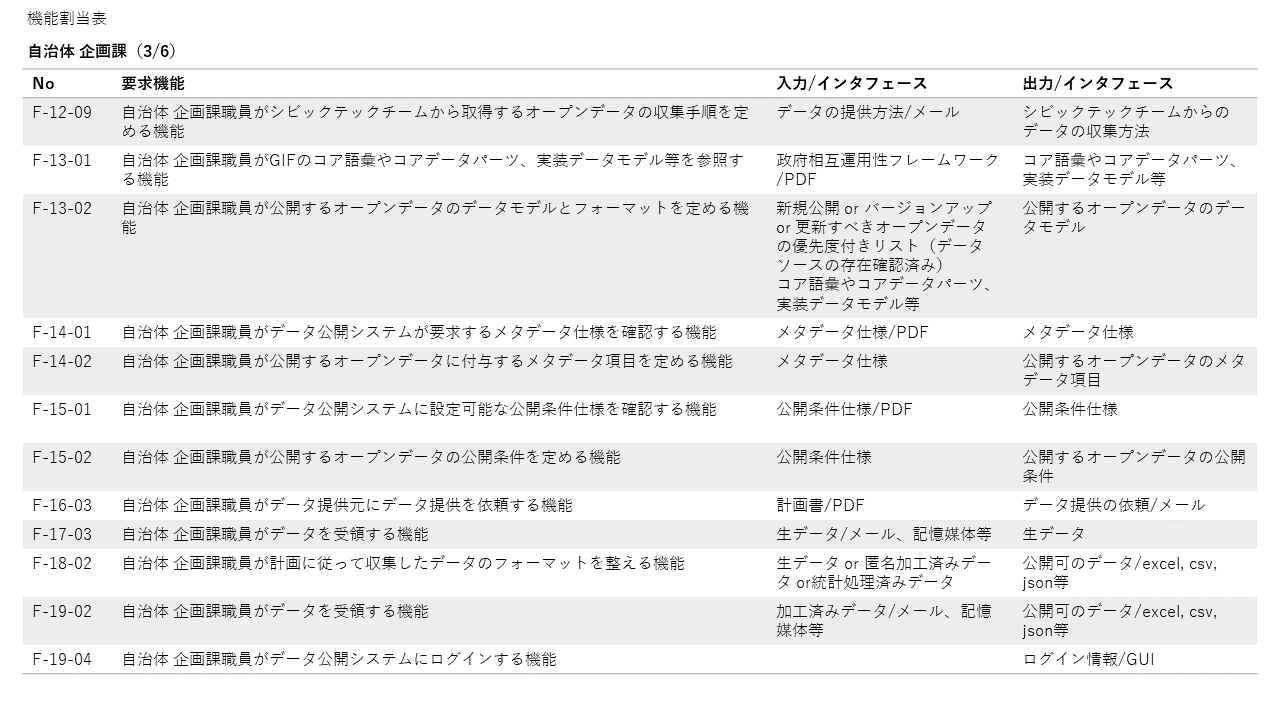 機能割当表
自治体 企画課（3/6）
No 要求機能 入力/インタフェース 出力/インタフェース
F-12-09 自治体 企画課職員がシビックテックチームから取得するオープンデータの収集手順を定 データの提供方法/メール シビックテックチームからの
める機能 データの収集方法
F-13-01 自治体 企画課職員がGIFのコア語彙やコアデータパーツ、実装データモデル等を参照す 政府相互運用性フレームワーク コア語彙やコアデータパーツ、
る機能 /PDF 実装データモデル等
F-13-02 自治体 企画課職員が公開するオープンデータのデータモデルとフォーマットを定める機 新規公開 or バージョンアップ 公開するオープンデータのデー
能 or 更新すべきオープンデータ タモデル
の優先度付きリスト（データ
ソースの存在確認済み）
コア語彙やコアデータパーツ、
実装データモデル等
F-14-01 自治体 企画課職員がデータ公開システムが要求するメタデータ仕様を確認する機能 メタデータ仕様/PDF メタデータ仕様
F-14-02 自治体 企画課職員が公開するオープンデータに付与するメタデータ項目を定める機能 メタデータ仕様 公開するオープンデータのメタ
データ項目
F-15-01 自治体 企画課職員がデータ公開システムに設定可能な公開条件仕様を確認する機能 公開条件仕様/PDF 公開条件仕様
F-15-02 自治体 企画課職員が公開するオープンデータの公開条件を定める機能 公開条件仕様 公開するオープンデータの公開
条件
F-16-03 自治体 企画課職員がデータ提供元にデータ提供を依頼する機能 計画書/PDF データ提供の依頼/メール
F-17-03 自治体 企画課職員がデータを受領する機能 生データ/メール、記憶媒体等 生データ
F-18-02 自治体 企画課職員が計画に従って収集したデータのフォーマットを整える機能 生データ or 匿名加工済みデー 公開可のデータ/excel, csv,
タ or統計処理済みデータ json等
F-19-02 自治体 企画課職員がデータを受領する機能 加工済みデータ/メール、記憶 公開可のデータ/excel, csv,
媒体等 json等
F-19-04 自治体 企画課職員がデータ公開システムにログインする機能 ログイン情報/GUI